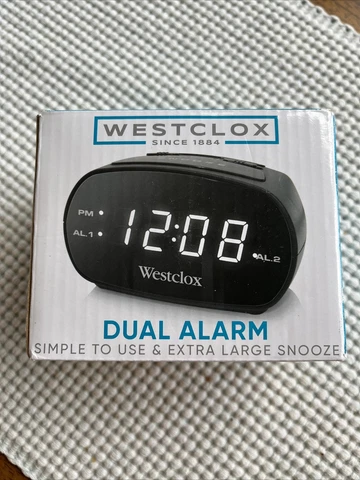 WESTCLOX
SINCE 1884
PM
12:08
AL.1
AL.2
Westclox
DUAL ALARM
SIMPLE TO USE & EXTRA LARGE SNOOZE